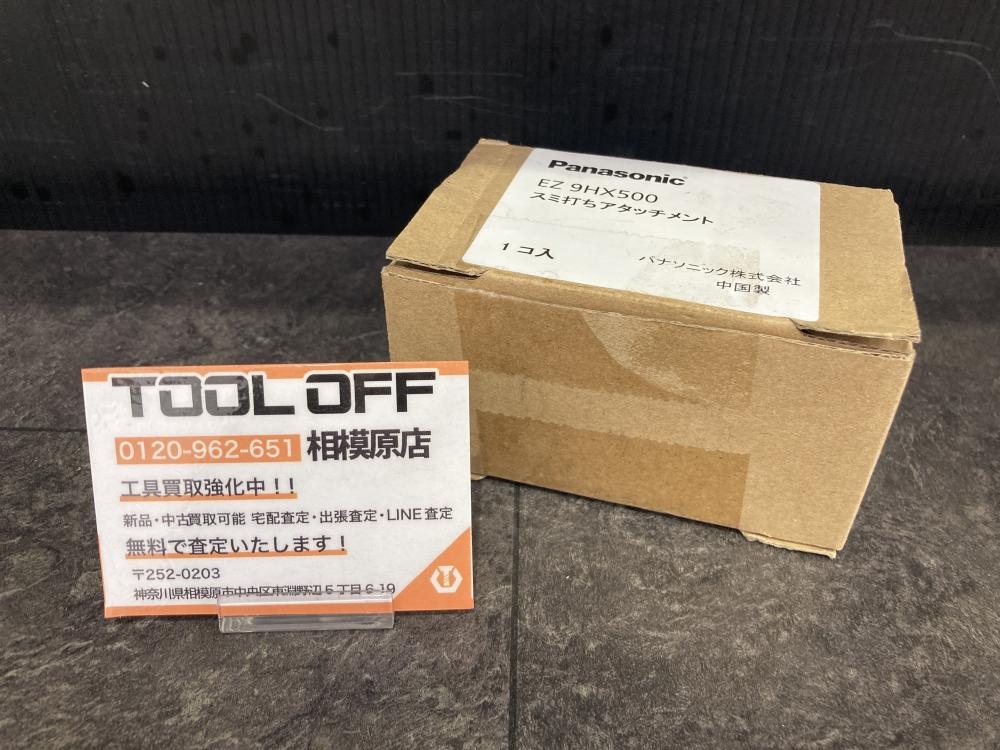 Panasonic
EZ 9HX500
スミ打ちアタッチメント
1コ入
パナソニック株式会社
中国製
TOOL OFF
0120-962-651 相模原店
工具買取強化中!!
新品・中古買取可能 宅配査定・出張査定・LINE査定
無料で査定いたします!
〒252-0203
神奈川県相模原市中央区東淵野辺5丁目6-19